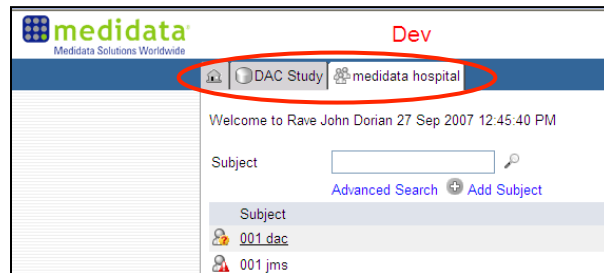 medidata
Medidata Solutions Worldwide
Dev
DAC Study medidata hospital
Welcome to Rave John Dorian 27 Sep 2007 12:45:40 PM
Subject
Advanced Search Add Subject
Subject
001 dac
001 jms